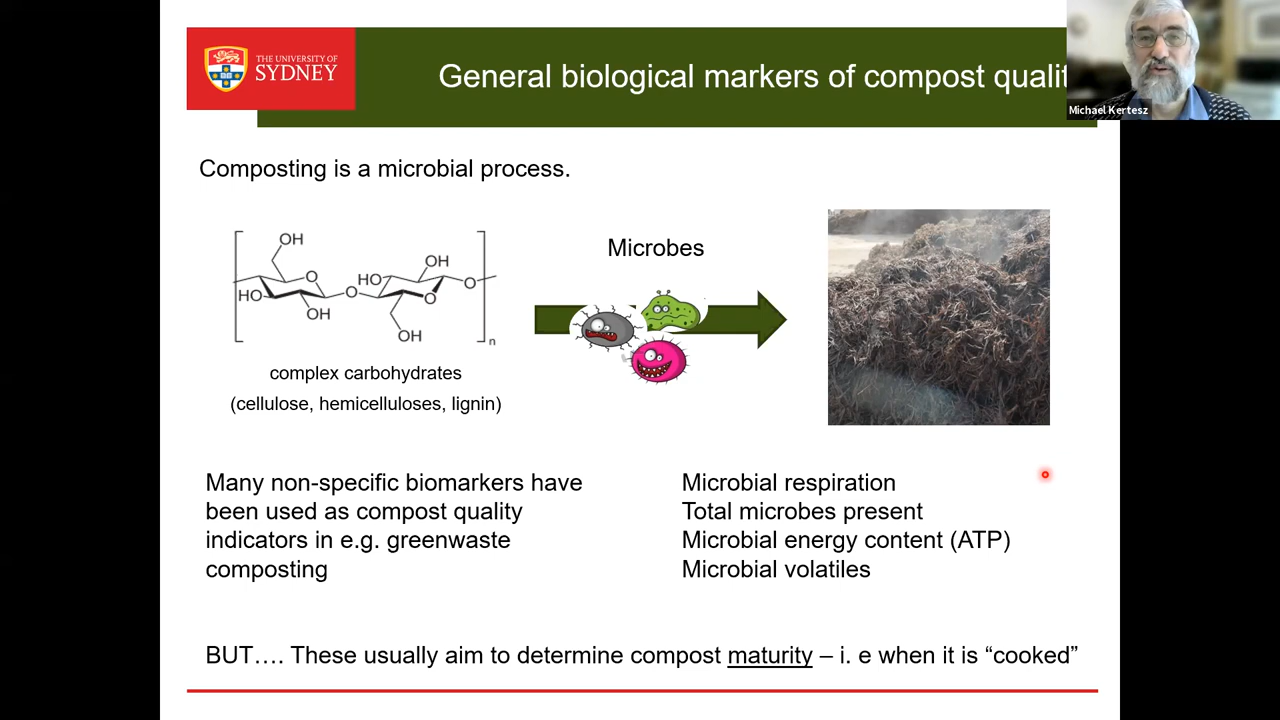 THE UNIVERSITY OF
SYDNEY
General biological markers of compost qualit
Michael Kertesz
Composting is a microbial process.
OH
O
HO
OH
O
HO
OH
O
OH
O
n
Microbes
complex carbohydrates
(cellulose, hemicelluloses, lignin)
Many non-specific biomarkers have
been used as compost quality
indicators in e.g. greenwaste
composting
Microbial respiration
Total microbes present
Microbial energy content (ATP)
Microbial volatiles
BUT…. These usually aim to determine compost maturity – i. e when it is “cooked”